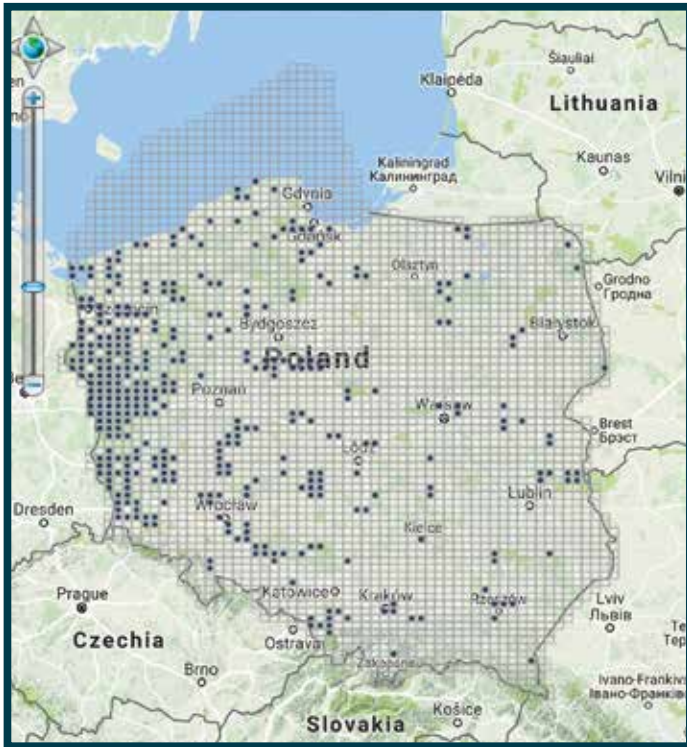 Šiauliai
Klaipėda
Lithuania
Kaunas
Kaliningrad
Калининград
Gdynia
Gdańsk
Olsztyn
Grodno
Гродна
Białystok
Bydgoszcz
Poland
Poznań
Warsaw
Brest
Брэст
Łódź
Dresden
Wrocław
Lublin
Kielce
Prague
Katowice
Kraków
Rzeszów
Lviv
Львів
Czechia
Ostrava
Zakopane
Brno
Ivano-Frankivs
Івано-Франків
Košice
Slovakia